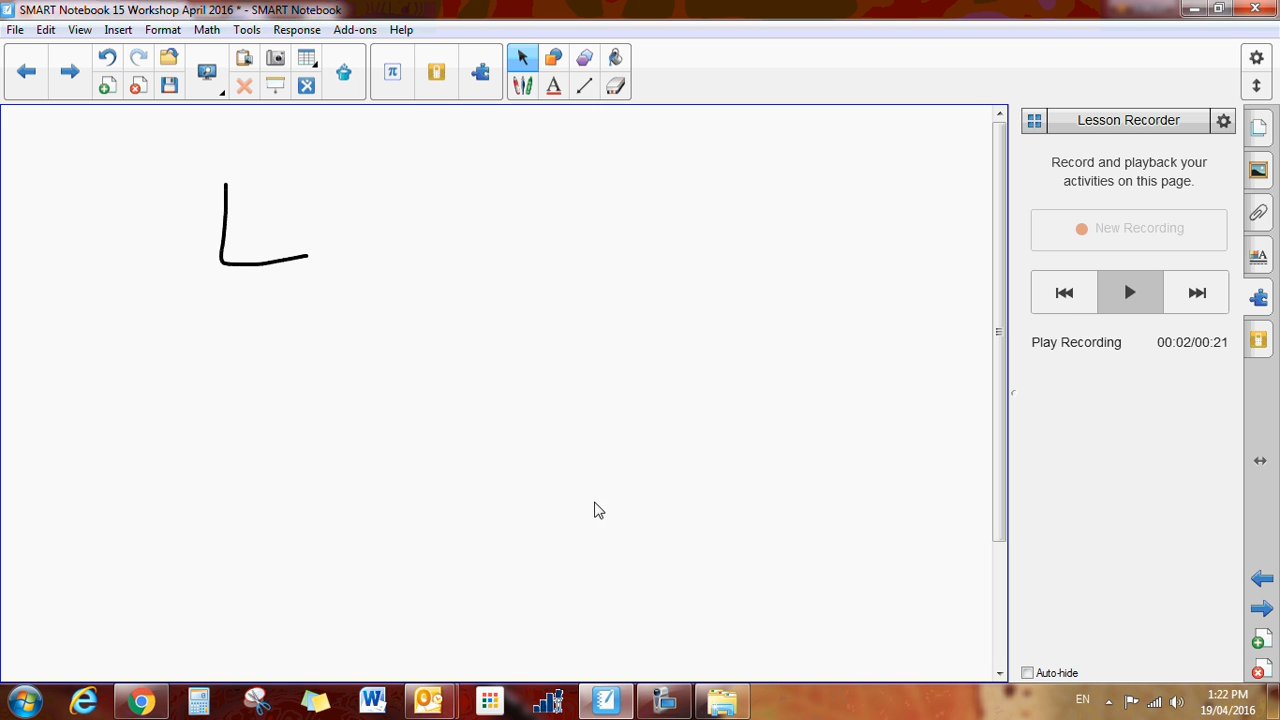 SMART Notebook 15 Workshop April 2016 * - SMART Notebook
File Edit View Insert Format Math Tools Response Add-ons Help
Lesson Recorder
Record and playback your
activities on this page.
New Recording
Play Recording 00:02/00:21
L
Auto-hide
EN
1:22 PM
19/04/2016